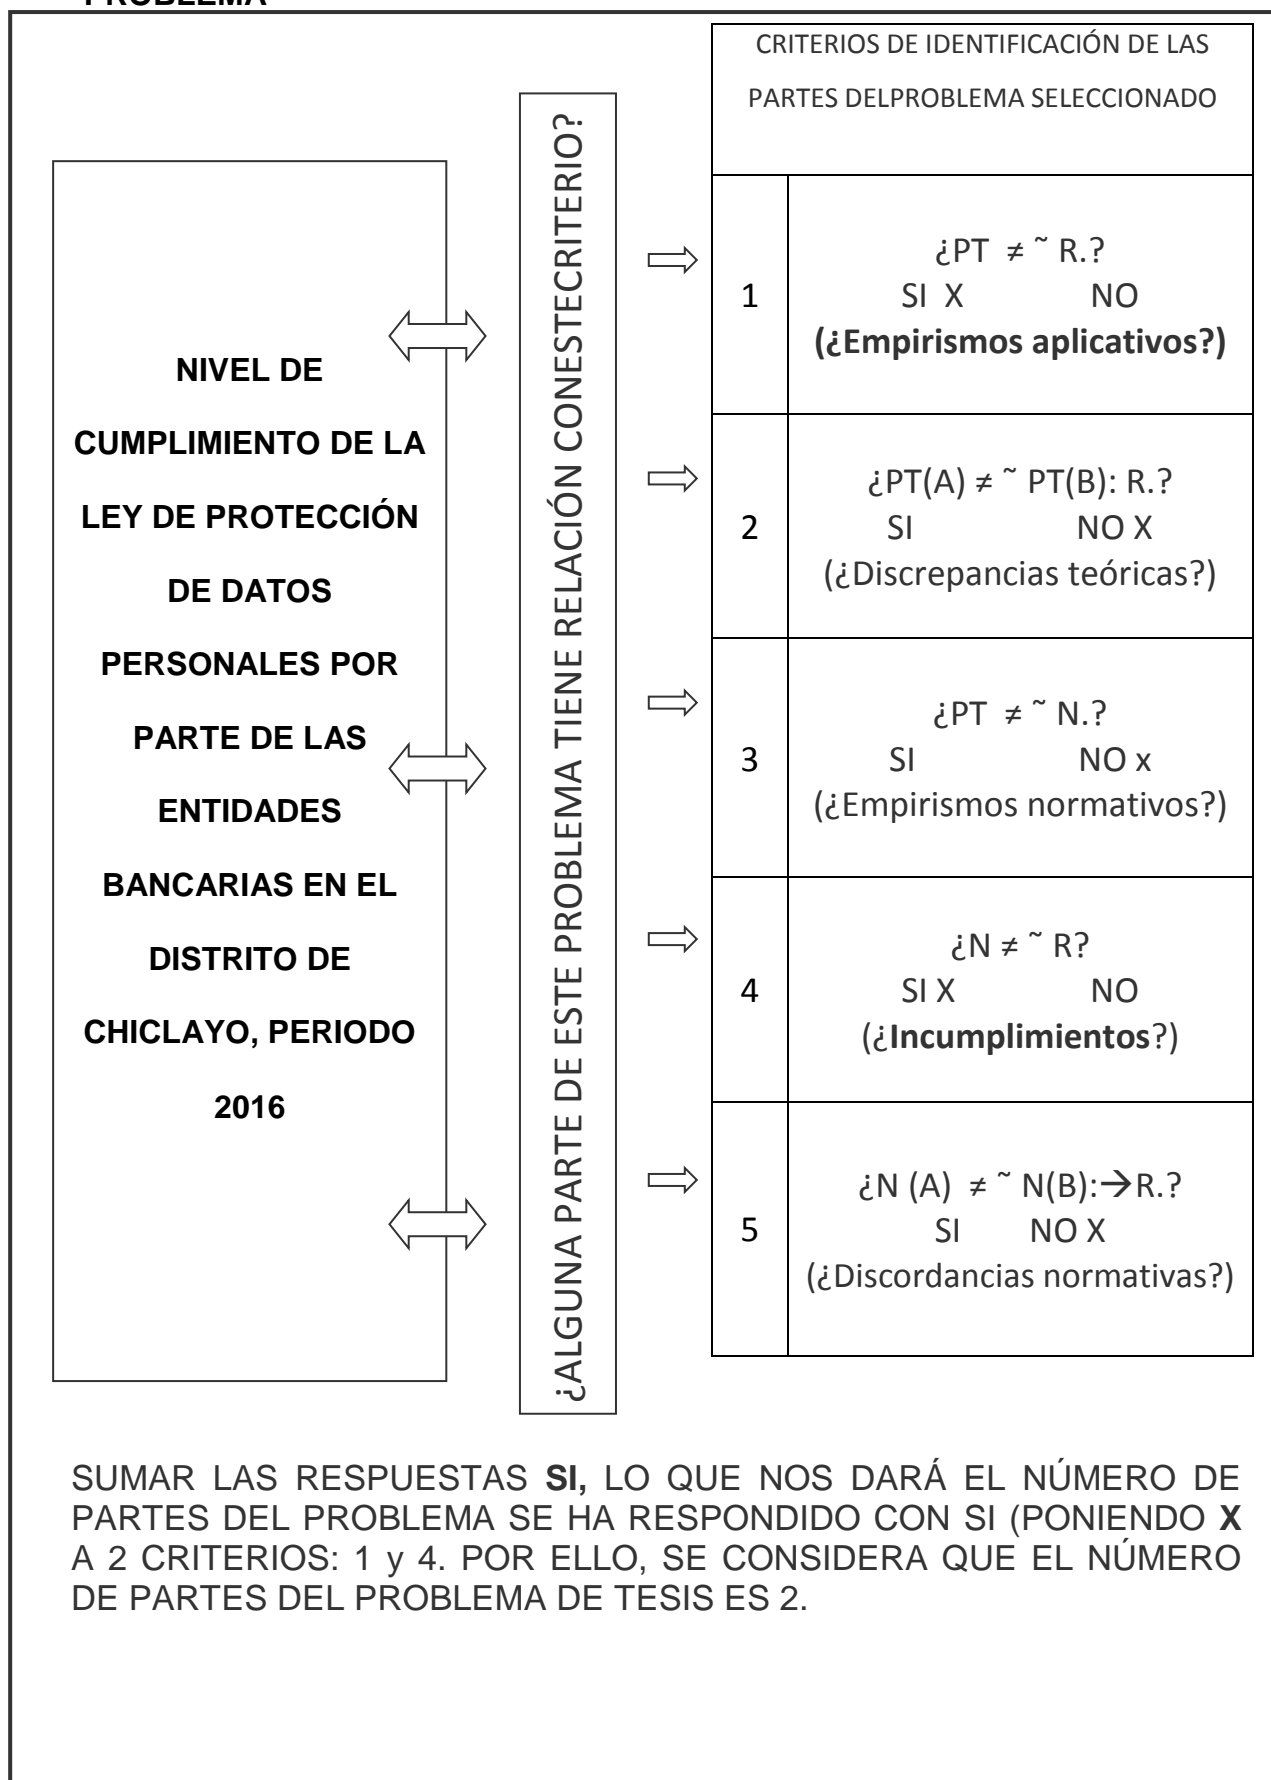 PROBLEMA
NIVEL DE
CUMPLIMIENTO DE LA
LEY DE PROTECCIÓN
DE DATOS
PERSONALES POR
PARTE DE LAS
ENTIDADES
BANCARIAS EN EL
DISTRITO DE
CHICLAYO, PERIODO
2016
¿ALGUNA PARTE DE ESTE PROBLEMA TIENE RELACIÓN CONESTECRITERIO?
CRITERIOS DE IDENTIFICACIÓN DE LAS
PARTES DELPROBLEMA SELECCIONADO
1
¿PT ≠ ˜ R.?
SI X NO
(¿Empirismos aplicativos?)
2
¿PT(A) ≠ ˜ PT(B): R.?
SI NO X
(¿Discrepancias teóricas?)
3
¿PT ≠ ˜ N.?
SI NO x
(¿Empirismos normativos?)
4
¿N ≠ ˜ R?
SI X NO
(¿Incumplimientos?)
5
¿N (A) ≠ ˜ N(B):→R.?
SI NO X
(¿Discordancias normativas?)
SUMAR LAS RESPUESTAS SI, LO QUE NOS DARÁ EL NÚMERO DE
PARTES DEL PROBLEMA SE HA RESPONDIDO CON SI (PONIENDO X
A 2 CRITERIOS: 1 y 4. POR ELLO, SE CONSIDERA QUE EL NÚMERO
DE PARTES DEL PROBLEMA DE TESIS ES 2.